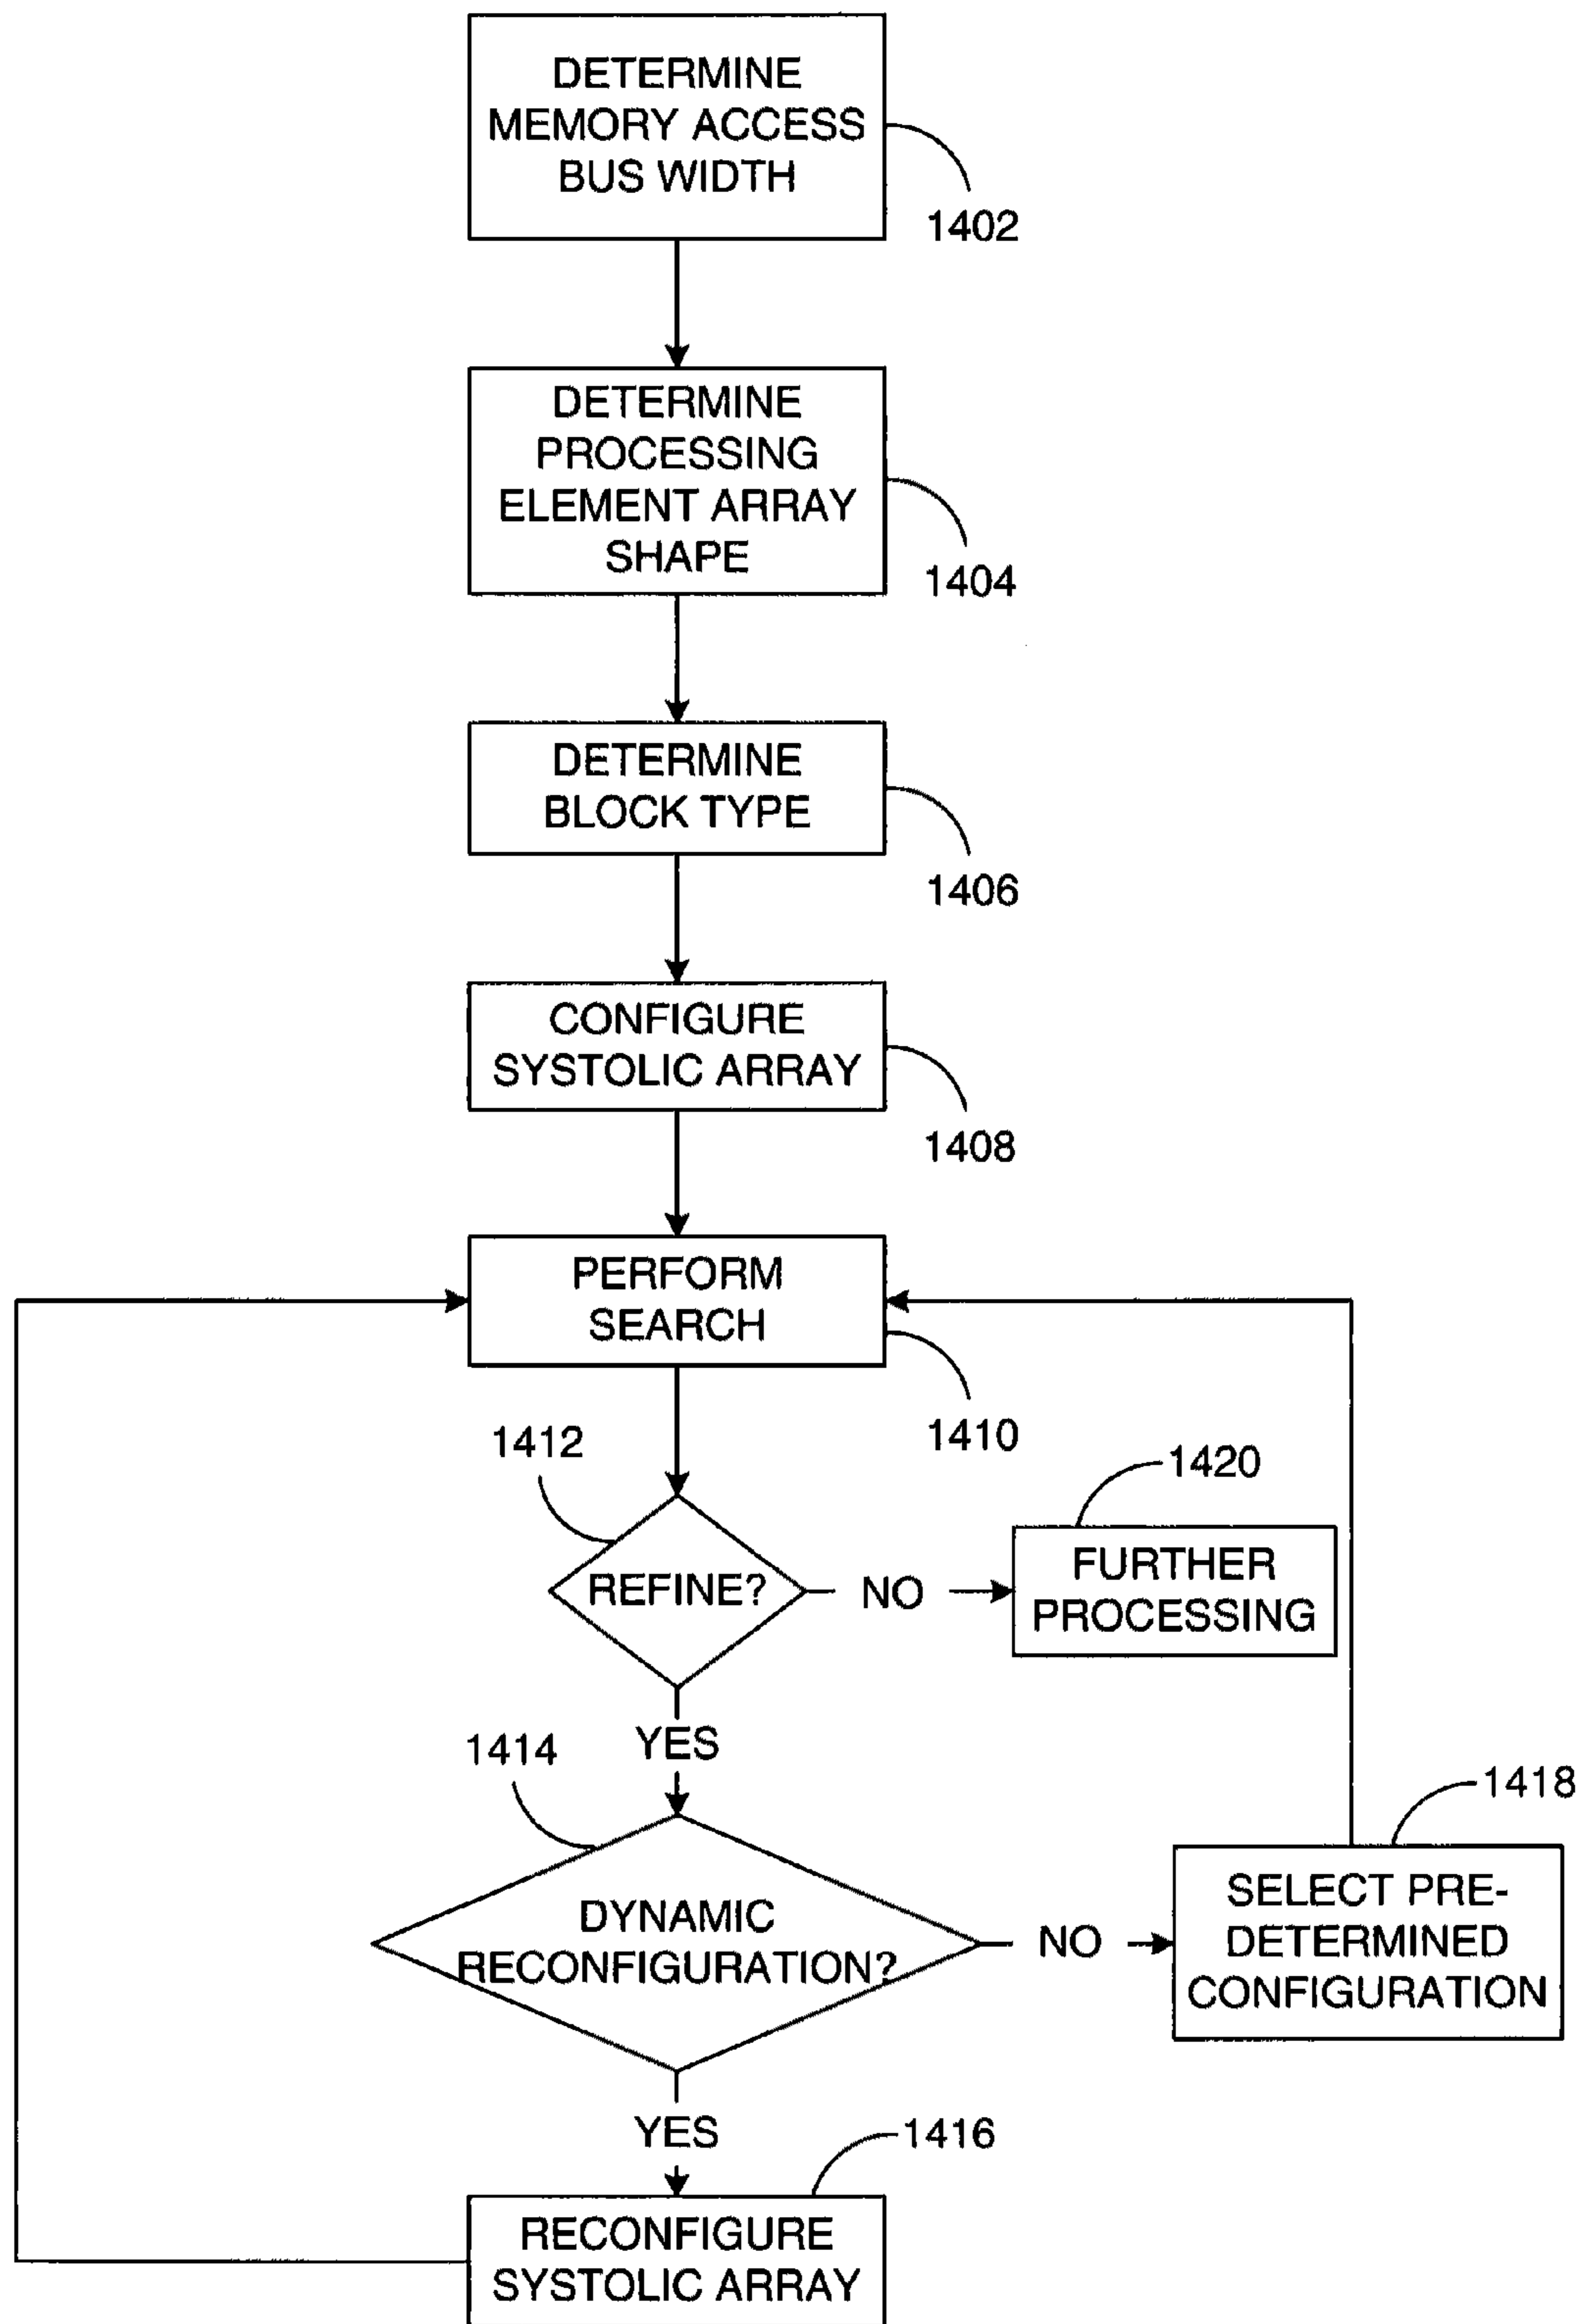 DETERMINE
MEMORY ACCESS
BUS WIDTH
1402
DETERMINE
PROCESSING
ELEMENT ARRAY
SHAPE
1404
DETERMINE
BLOCK TYPE
1406
CONFIGURE
SYSTOLIC ARRAY
1408
PERFORM
SEARCH
1410
1412
REFINE?
NO
1420
FURTHER
PROCESSING
YES
1414
DYNAMIC
RECONFIGURATION?
NO
1418
SELECT PRE-
DETERMINED
CONFIGURATION
YES
1416
RECONFIGURE
SYSTOLIC ARRAY